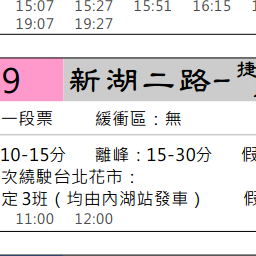 15:07 15:27 15:51 16:15
19:07 19:27
9 新湖二路–捷
一段票 緩衝區：無
10-15分 離峰：15-30分 假
次繞駛台北花市：
定3班（均由內湖站發車） 假
11:00 12:00